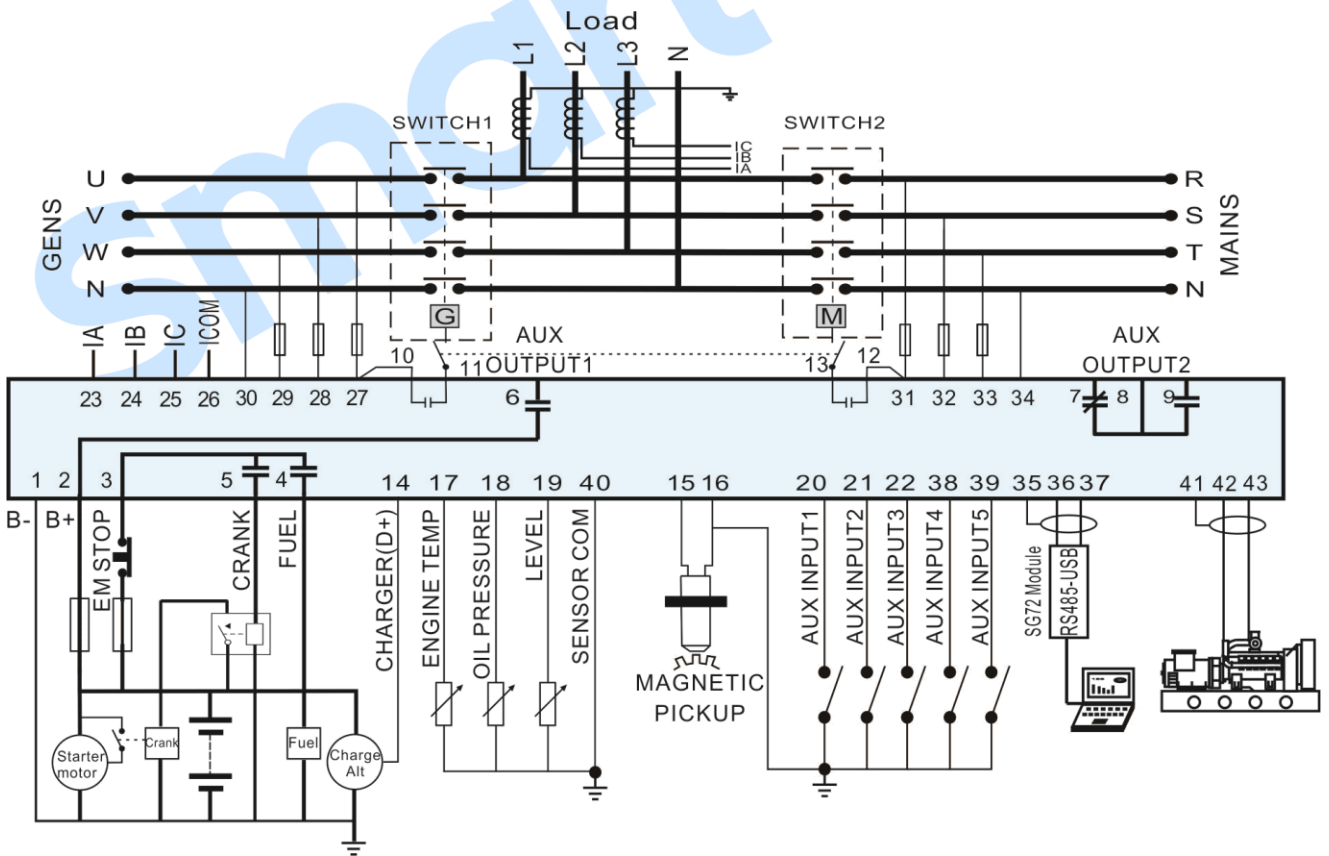 smart
Load
L1 L2 L3 N
SWITCH1 SWITCH2
IC
IB
IA
GENS
U R
V S
W T
N N
MAINS
G M
IA IB IC ICOM
10 11 13 12
AUX
OUTPUT1
AUX
OUTPUT2
23 24 25 26 30 29 28 27 6 31 32 33 34 7 8 9
1 2 3 5 4 14 17 18 19 40 15 16 20 21 22 38 39 35 36 37 41 42 43
B- B+
EM STOP
CRANK
FUEL
CHARGER(D+)
ENGINE TEMP
OIL PRESSURE
LEVEL
SENSOR COM
MAGNETIC
PICKUP
AUX INPUT1
AUX INPUT2
AUX INPUT3
AUX INPUT4
AUX INPUT5
SG72 Module
RS485-USB
Starter
motor
Crank
Fuel
Charge
Alt